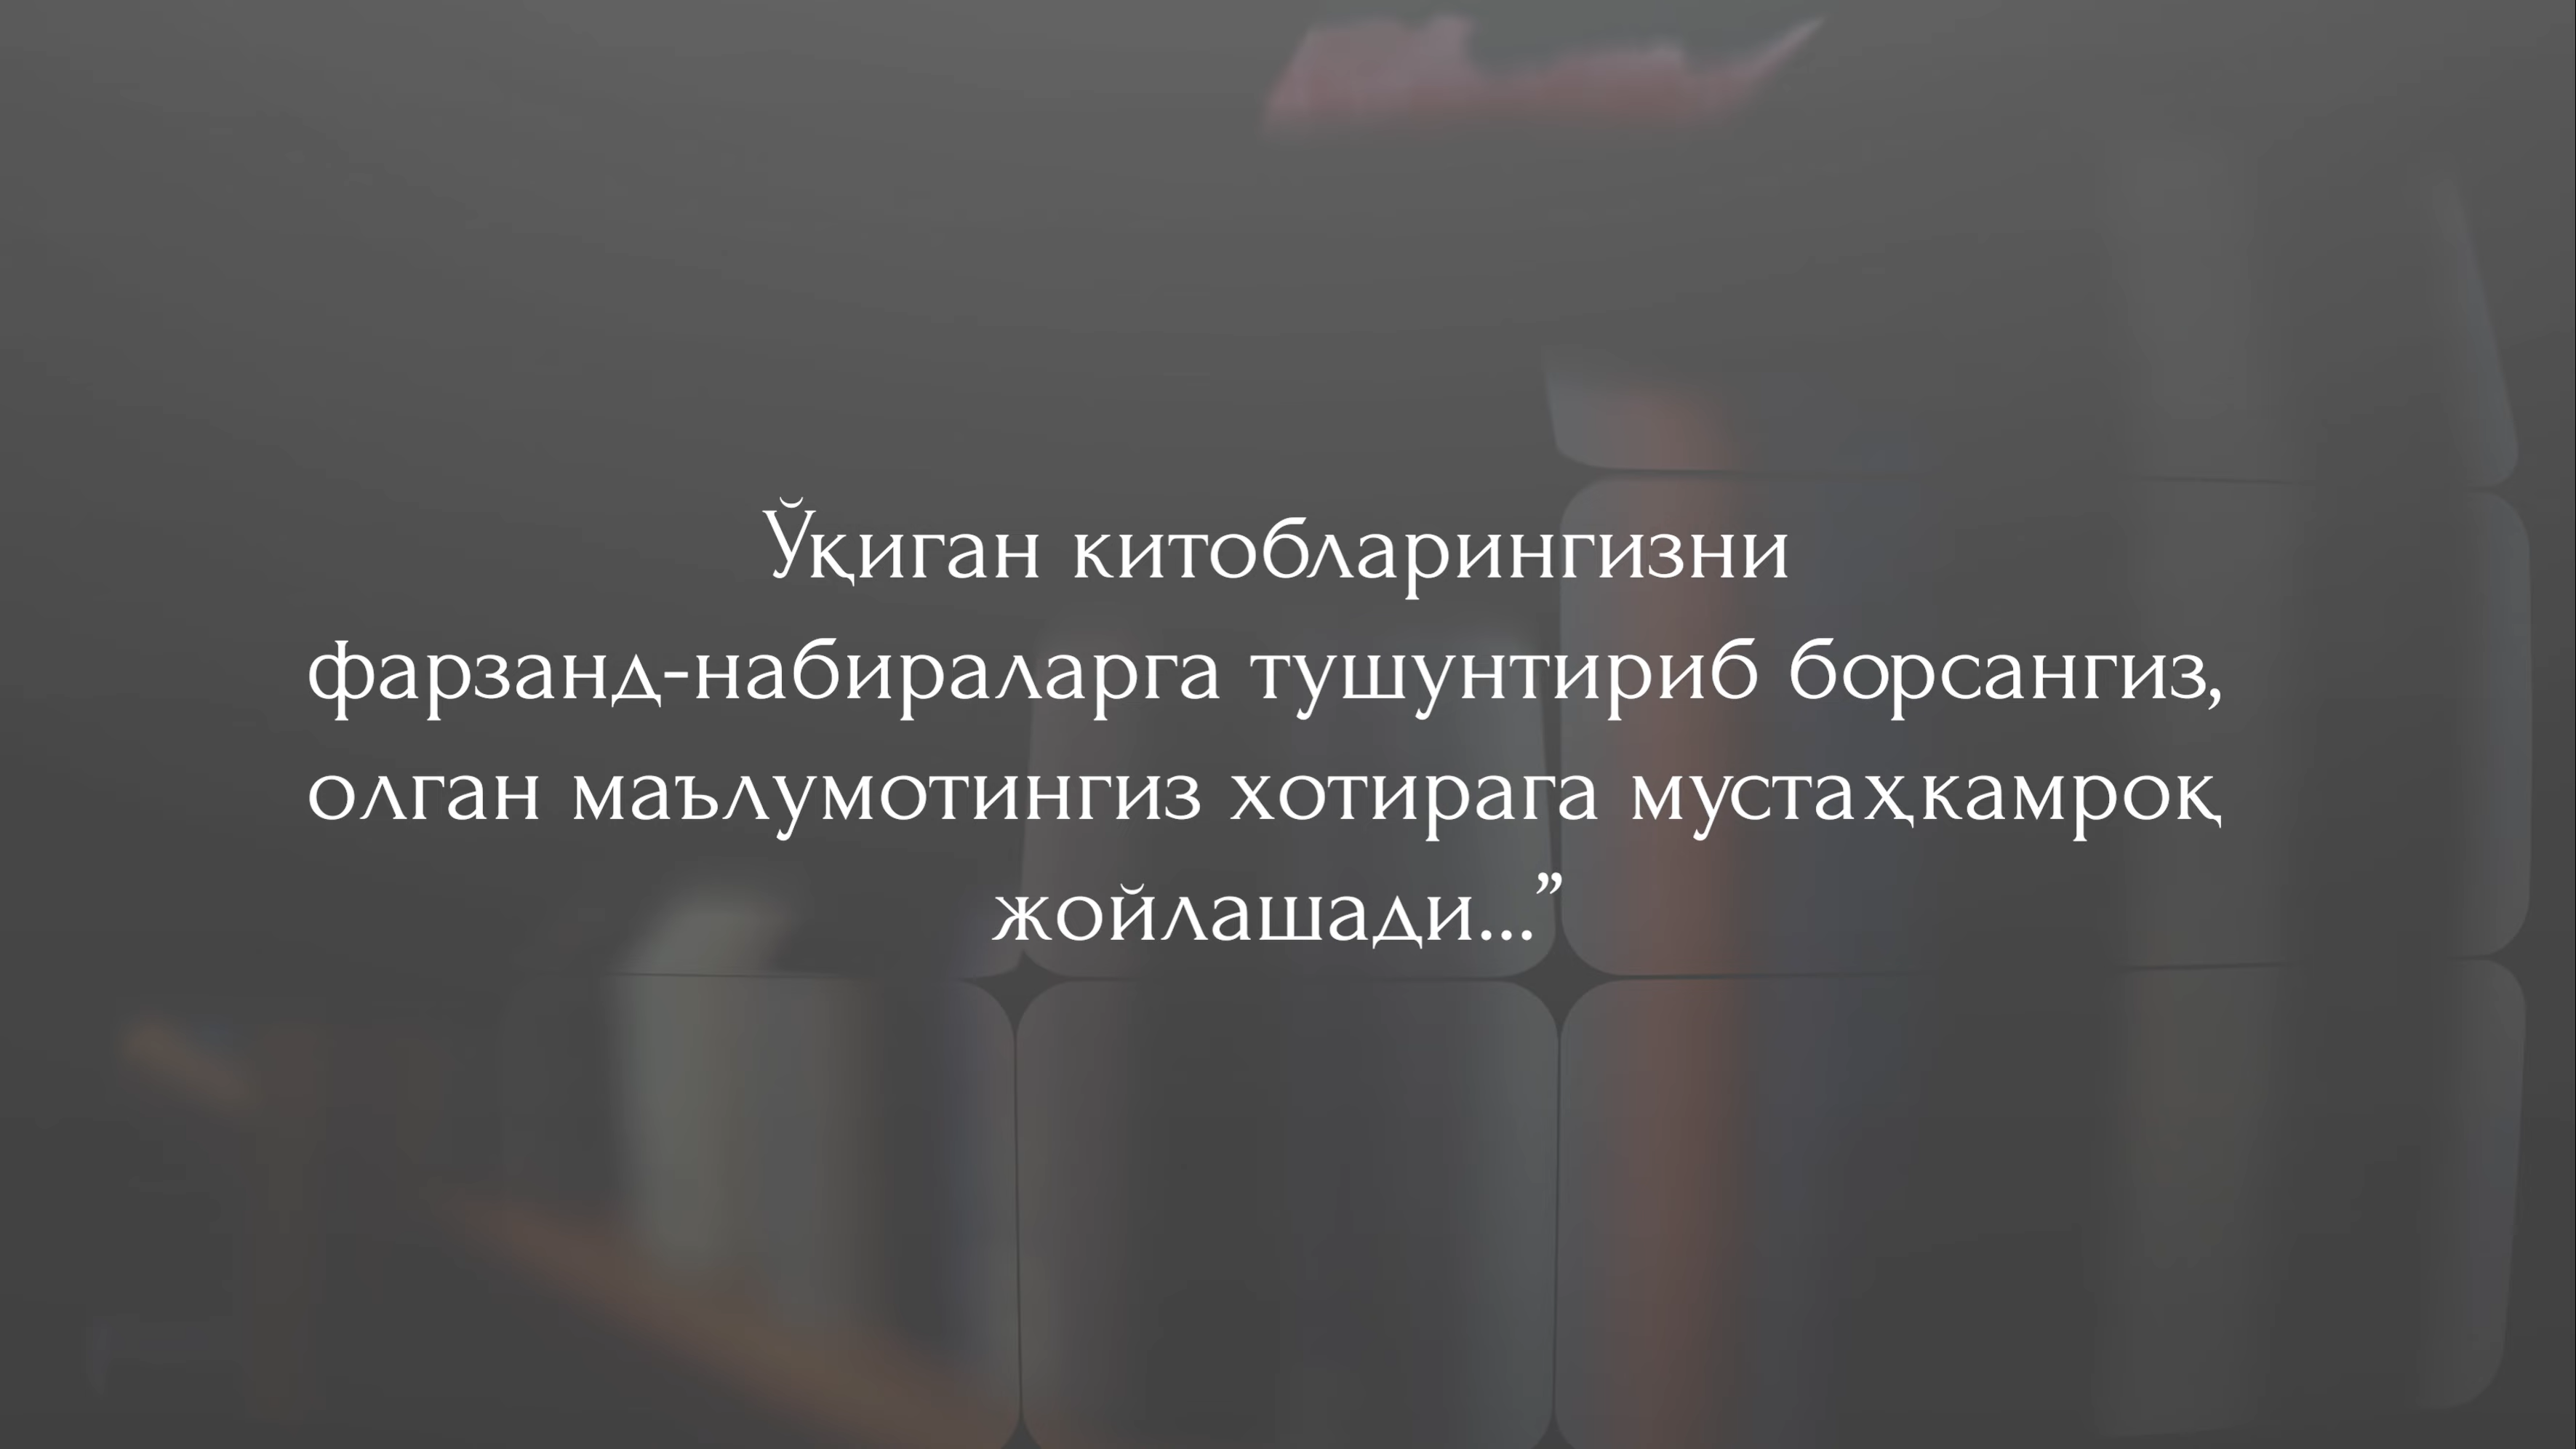 Ўқиган китобларингизни
фарзанд-набираларга тушунтириб борсангиз,
олган маълумотингиз хотирага мустаҳкамроқ
жойлашади...”